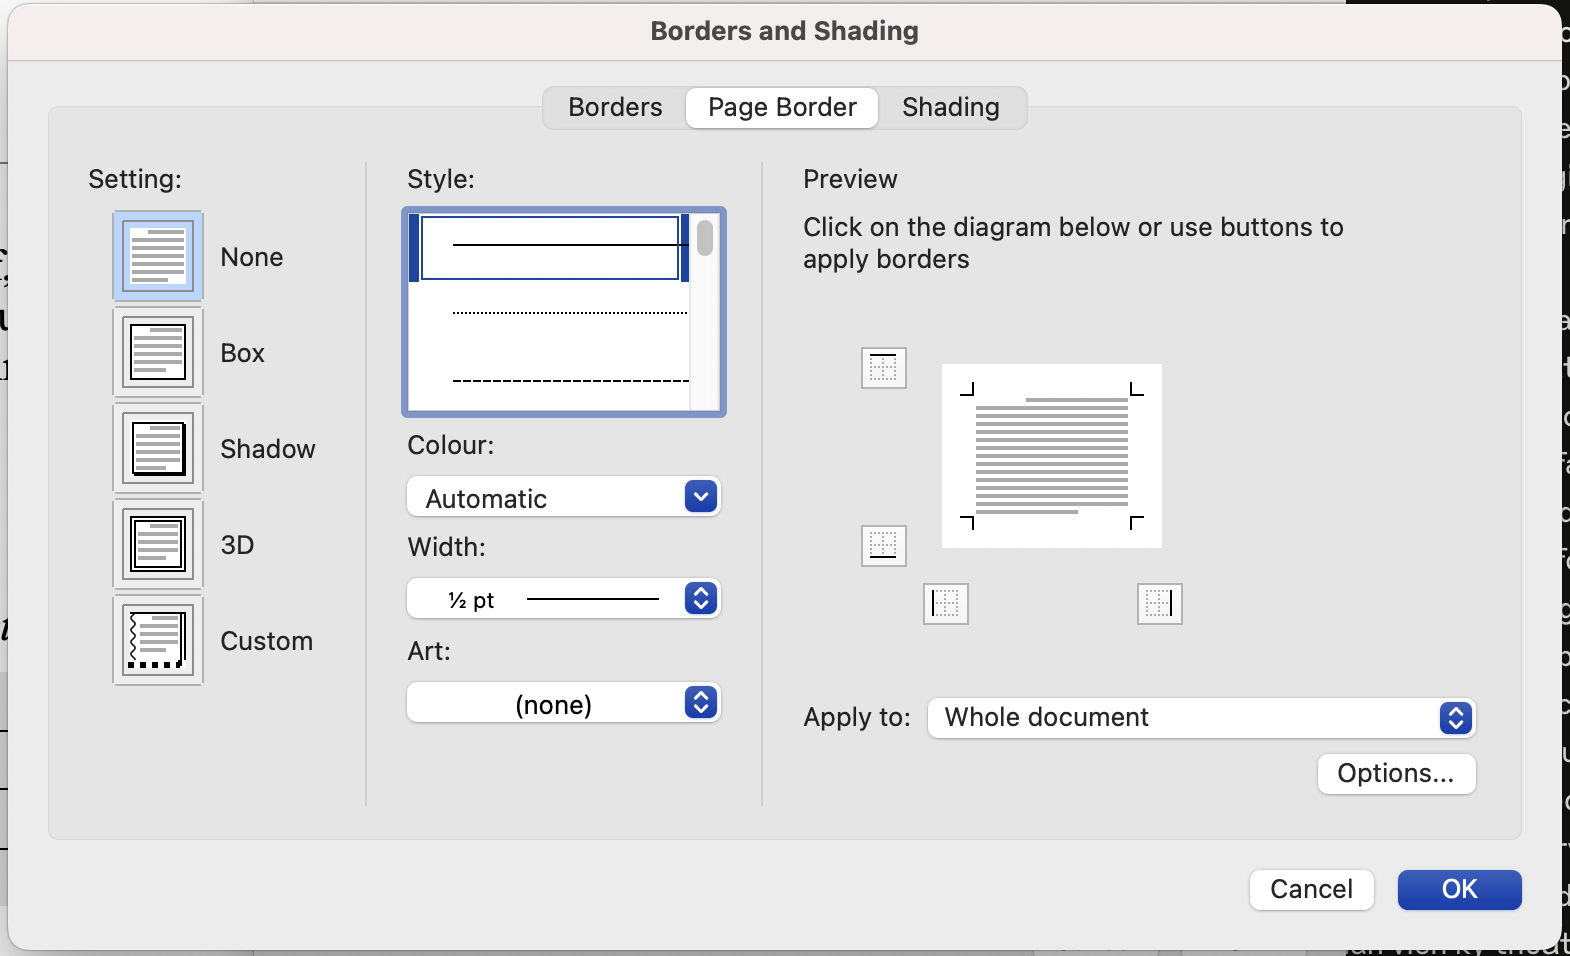 Borders and Shading
Borders
Page Border
Shading
Setting:
None
Box
Shadow
3D
Custom
Style:
Colour:
Automatic
Width:
½ pt
Art:
(none)
Preview
Click on the diagram below or use buttons to
apply borders
Apply to:
Whole document
Options...
Cancel
OK